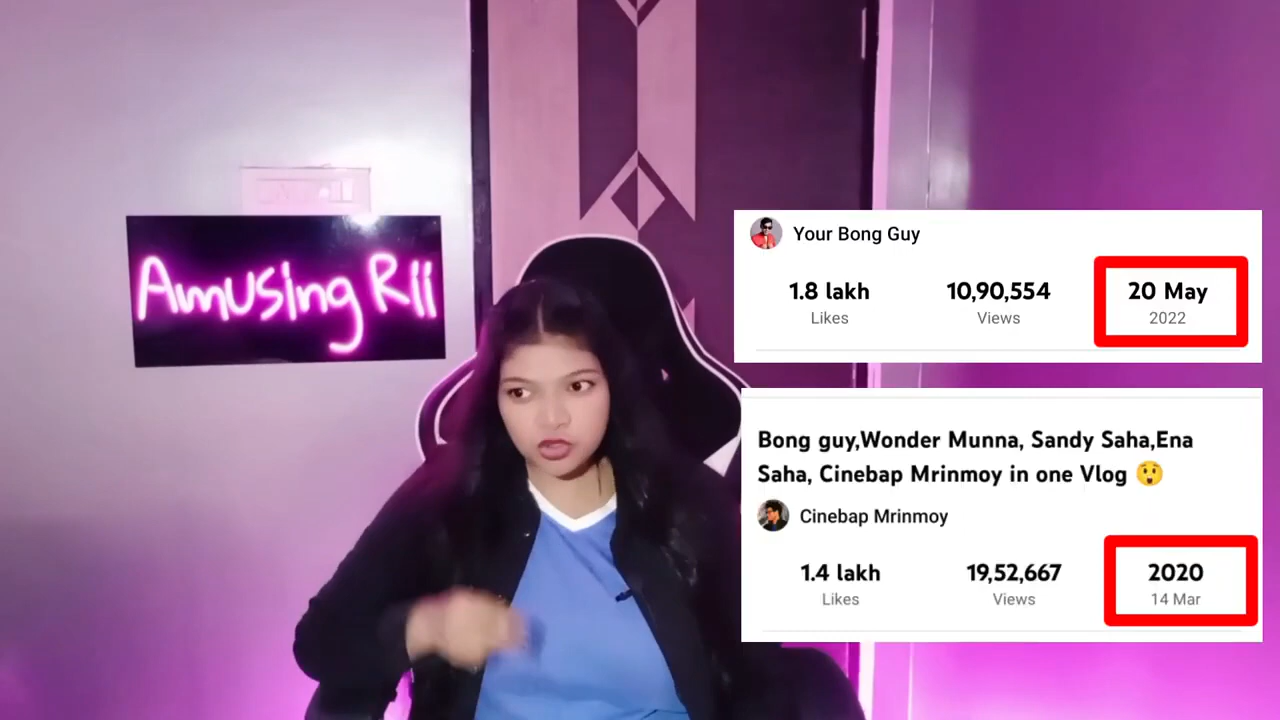 Amusing Rii
Your Bong Guy
1.8 lakh
Likes
10,90,554
Views
20 May
2022
Bong guy,Wonder Munna, Sandy Saha,Ena
Saha, Cinebap Mrinmoy in one Vlog 😲
Cinebap Mrinmoy
1.4 lakh
Likes
19,52,667
Views
2020
14 Mar